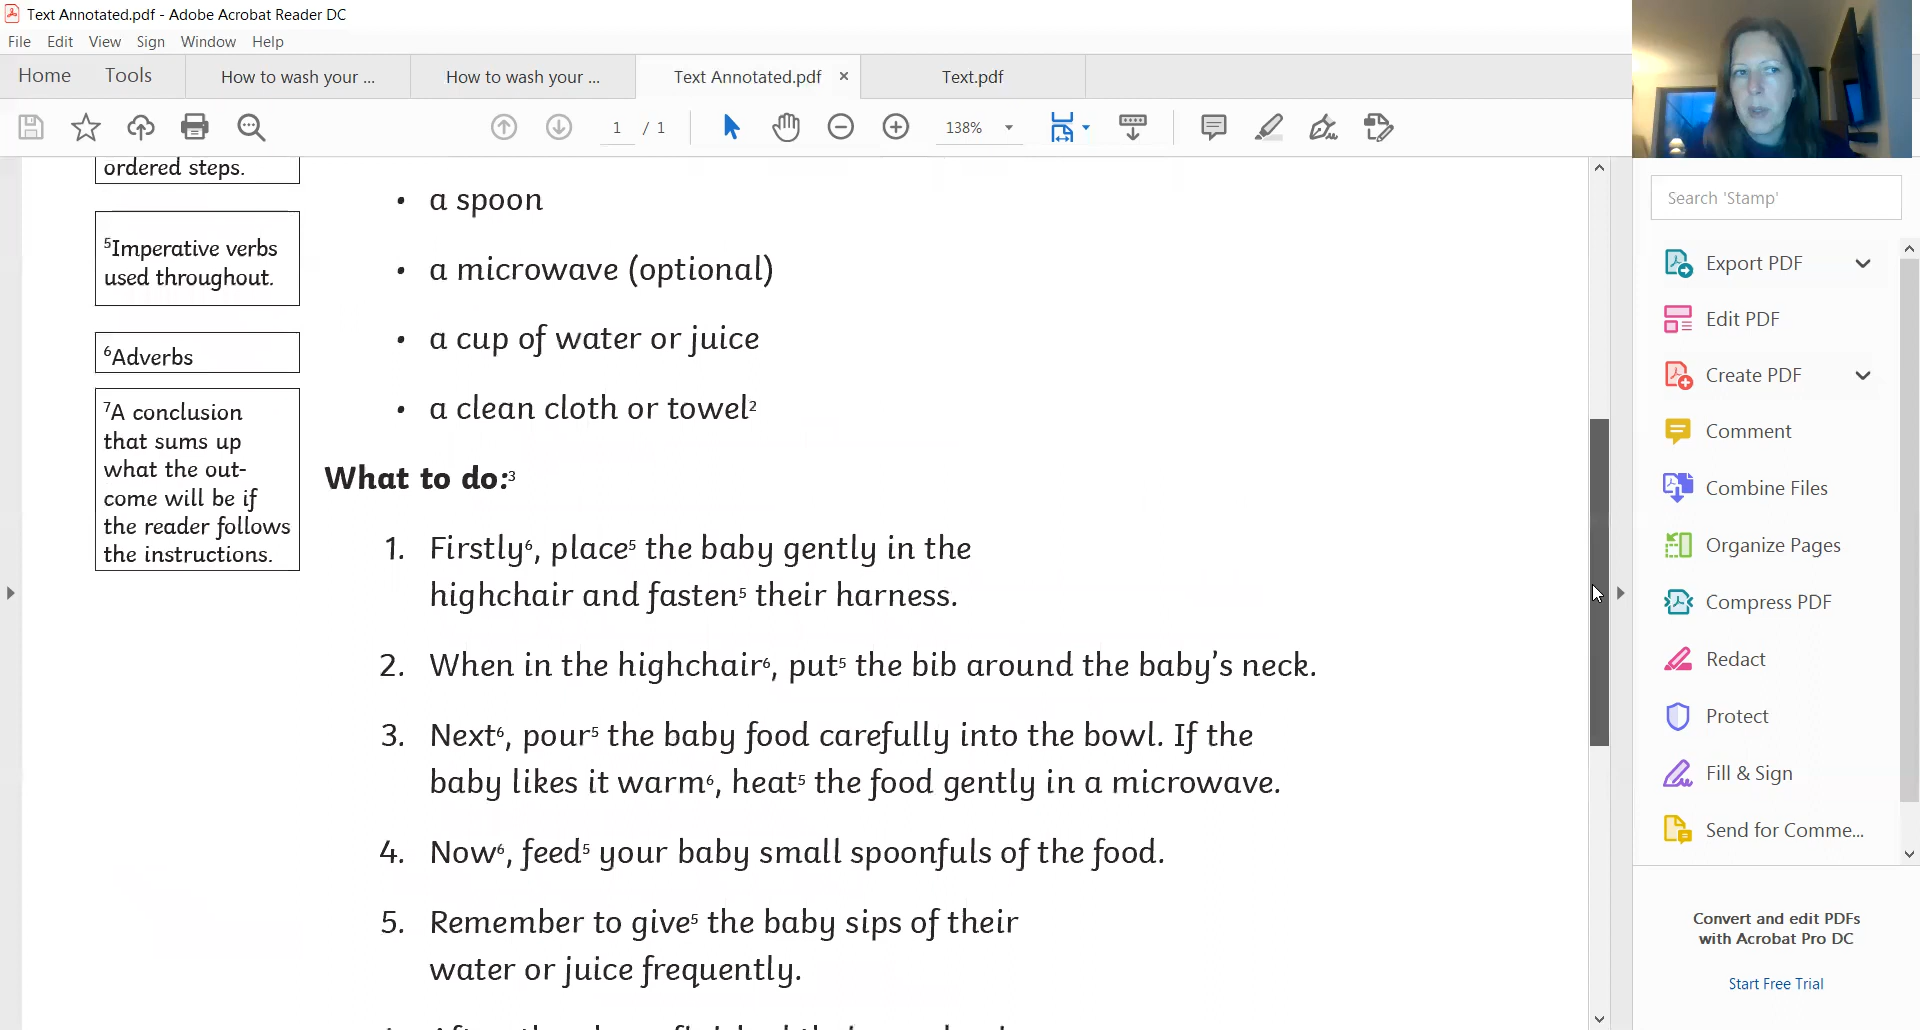 Text Annotated.pdf - Adobe Acrobat Reader DC
File Edit View Sign Window Help
Home Tools How to wash your ... How to wash your ... Text Annotated.pdf × Text.pdf
1 / 1 138%
ordered steps.
⁵Imperative verbs
used throughout.
⁶Adverbs
⁷A conclusion
that sums up
what the out-
come will be if
the reader follows
the instructions.
• a spoon
• a microwave (optional)
• a cup of water or juice
• a clean cloth or towel²
What to do:³
1. Firstly⁶, place⁵ the baby gently in the
highchair and fasten⁵ their harness.
2. When in the highchair⁶, put⁵ the bib around the baby's neck.
3. Next⁶, pour⁵ the baby food carefully into the bowl. If the
baby likes it warm⁶, heat⁵ the food gently in a microwave.
4. Now⁶, feed⁵ your baby small spoonfuls of the food.
5. Remember to give⁵ the baby sips of their
water or juice frequently.
Search 'Stamp'
Export PDF
Edit PDF
Create PDF
Comment
Combine Files
Organize Pages
Compress PDF
Redact
Protect
Fill & Sign
Send for Comme...
Convert and edit PDFs
with Acrobat Pro DC
Start Free Trial